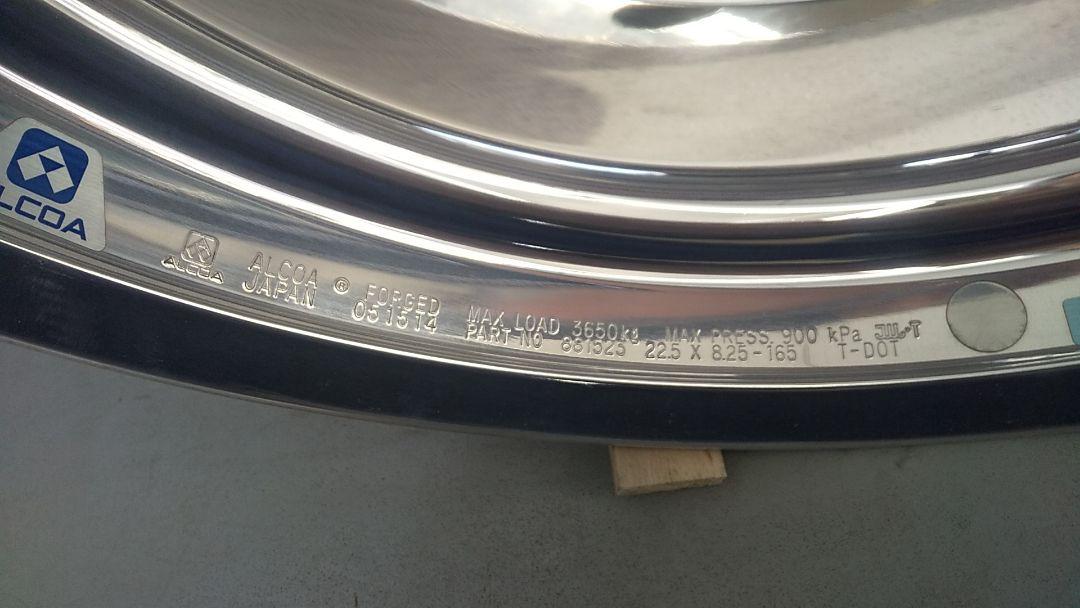 ALCOA
ALCOA
ALCOA ® FORGED MAX LOAD 3650kg MAX PRESS 900 kPa JWL-T
JAPAN 051514 PART NO 881525 22.5 X 8.25-165 T-DOT